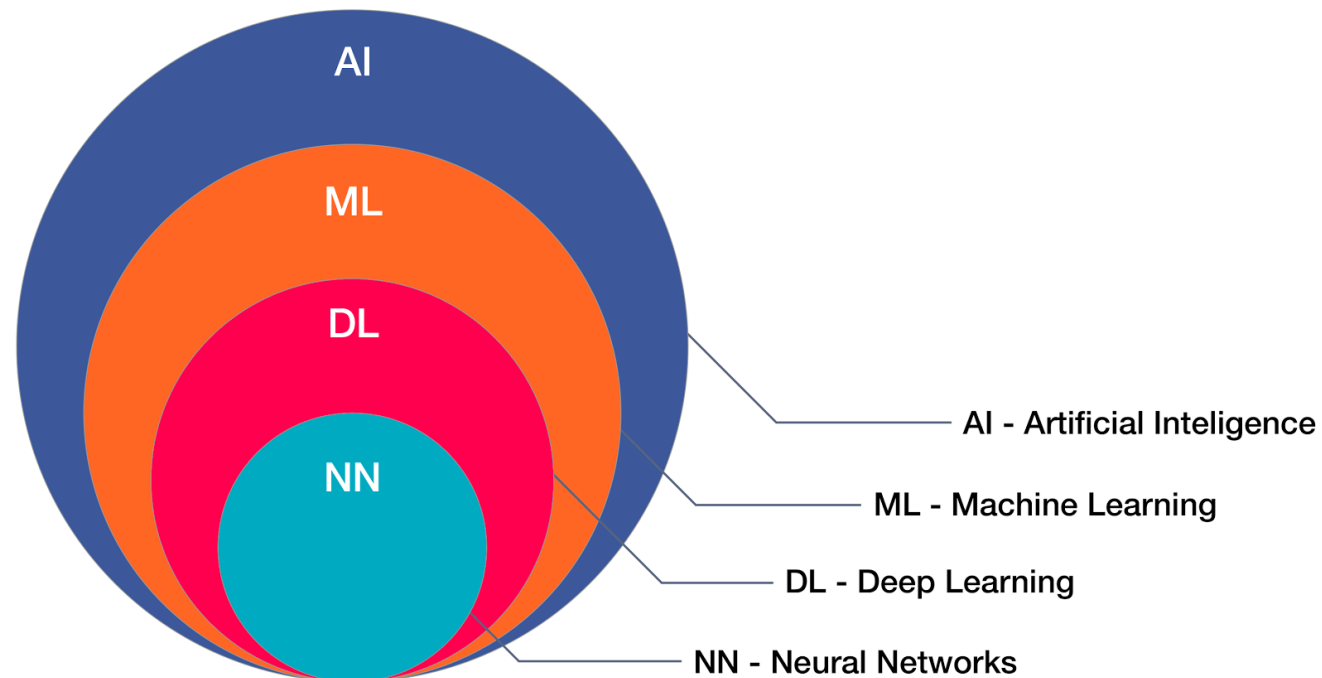 AI
ML
DL
NN
AI - Artificial Inteligence
ML - Machine Learning
DL - Deep Learning
NN - Neural Networks